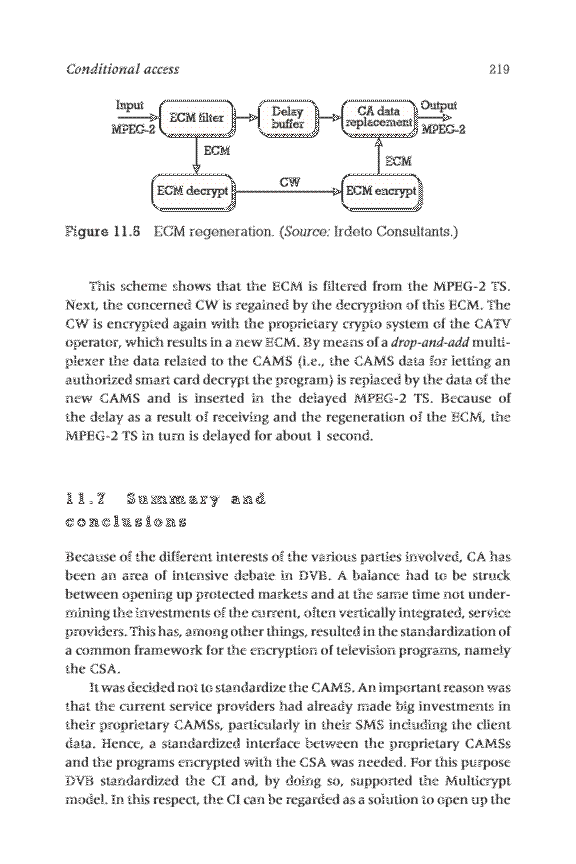 Conditional access 219
Input
MPEG-2
ECM filter
Delay
buffer
CA data
replacement
Output
MPEG-2
ECM
ECM
ECM decrypt
CW
ECM encrypt
Figure 11.8 ECM regeneration. (Source: Irdeto Consultants.)
This scheme shows that the ECM is filtered from the MPEG-2 TS.
Next, the concerned CW is regained by the decryption of this ECM. The
CW is encrypted again with the proprietary crypto system of the CATV
operator, which results in a new ECM. By means of a drop-and-add multi-
plexer the data related to the CAMS (i.e., the CAMS data for letting an
authorized smart card decrypt the program) is replaced by the data of the
new CAMS and is inserted in the delayed MPEG-2 TS. Because of
the delay as a result of receiving and the regeneration of the ECM, the
MPEG-2 TS in turn is delayed for about 1 second.
11.7 Summary and
conclusions
Because of the different interests of the various parties involved, CA has
been an area of intensive debate in DVB. A balance had to be struck
between opening up protected markets and at the same time not under-
mining the investments of the current, often vertically integrated, service
providers. This has, among other things, resulted in the standardization of
a common framework for the encryption of television programs, namely
the CSA.
It was decided not to standardize the CAMS. An important reason was
that the current service providers had already made big investments in
their proprietary CAMSs, particularly in their SMS including the client
data. Hence, a standardized interface between the proprietary CAMSs
and the programs encrypted with the CSA was needed. For this purpose
DVB standardized the CI and, by doing so, supported the Multicrypt
model. In this respect, the CI can be regarded as a solution to open up the